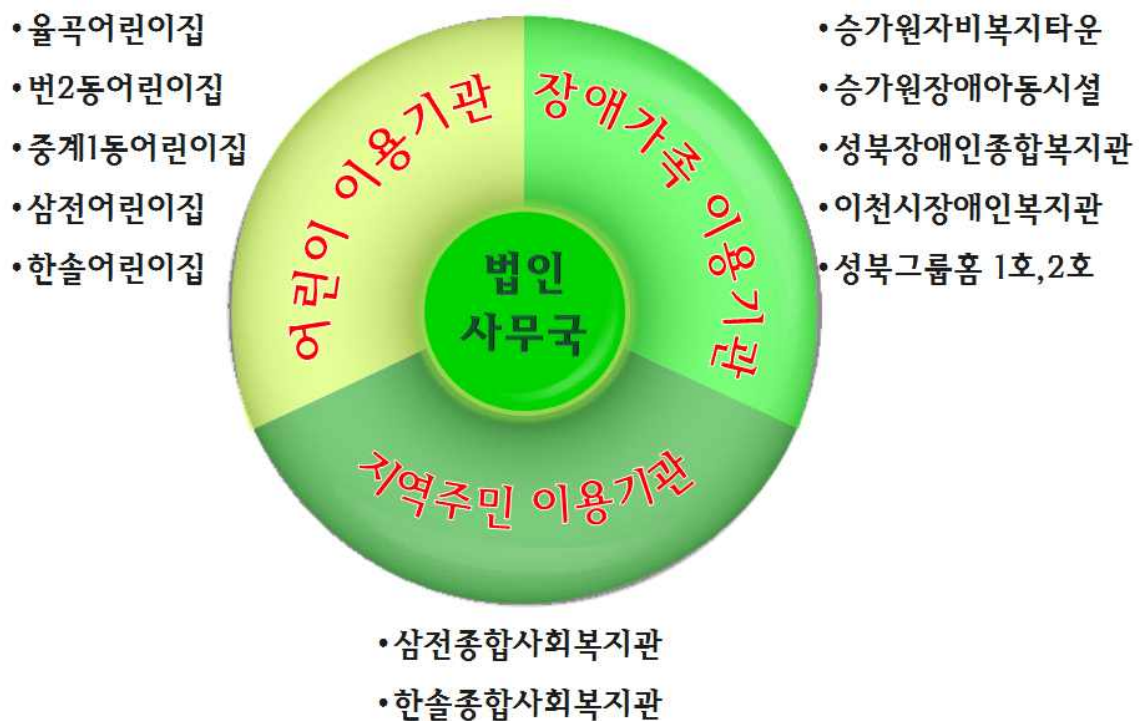 •율곡어린이집
•번2동어린이집
•중계1동어린이집
•삼전어린이집
•한솔어린이집
어린이 이용기관
장애가족 이용기관
지역주민 이용기관
법인
사무국
•승가원자비복지타운
•승가원장애아동시설
•성북장애인종합복지관
•이천시장애인복지관
•성북그룹홈 1호,2호
•삼전종합사회복지관
•한솔종합사회복지관